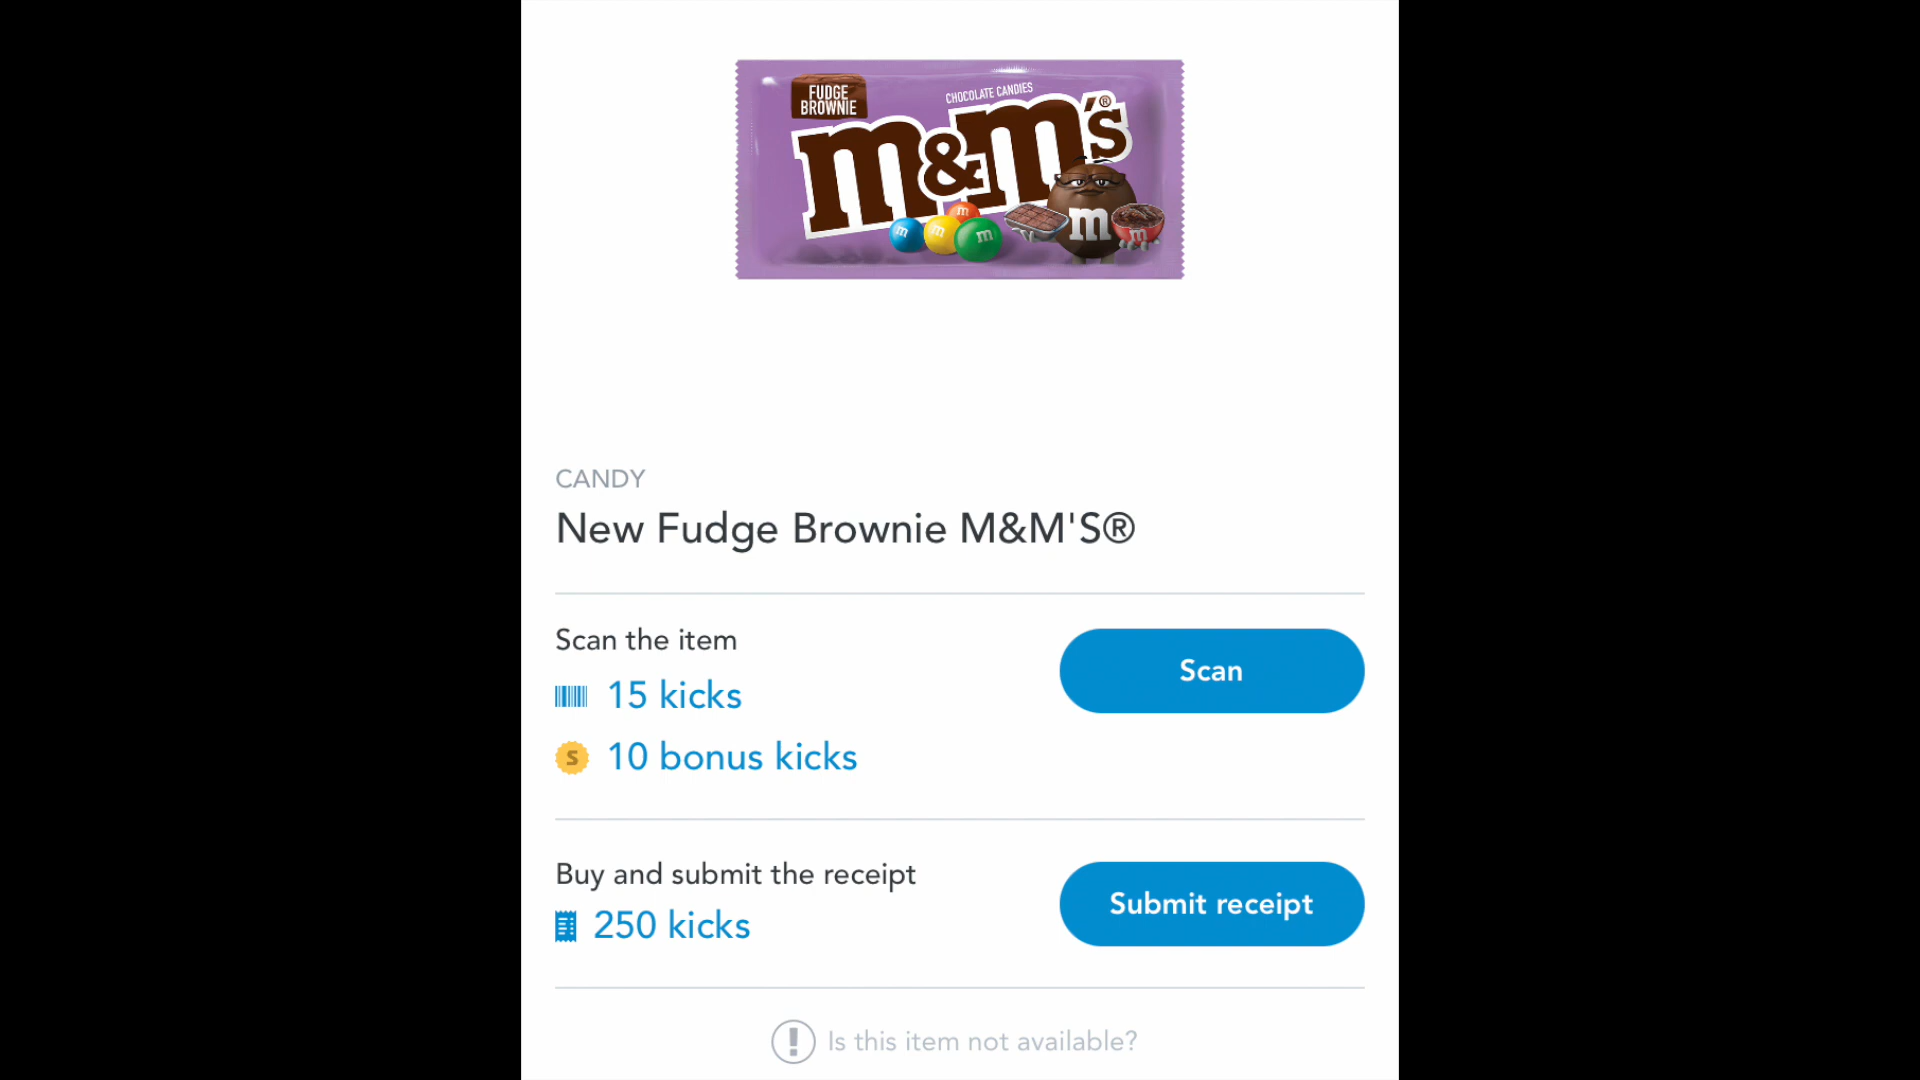 FUDGE
BROWNIE
CHOCOLATE CANDIES
m&m's®
m
m
m
m
m
m
CANDY
New Fudge Brownie M&M'S®
Scan the item
Scan
15 kicks
S
10 bonus kicks
Buy and submit the receipt
Submit receipt
250 kicks
! Is this item not available?